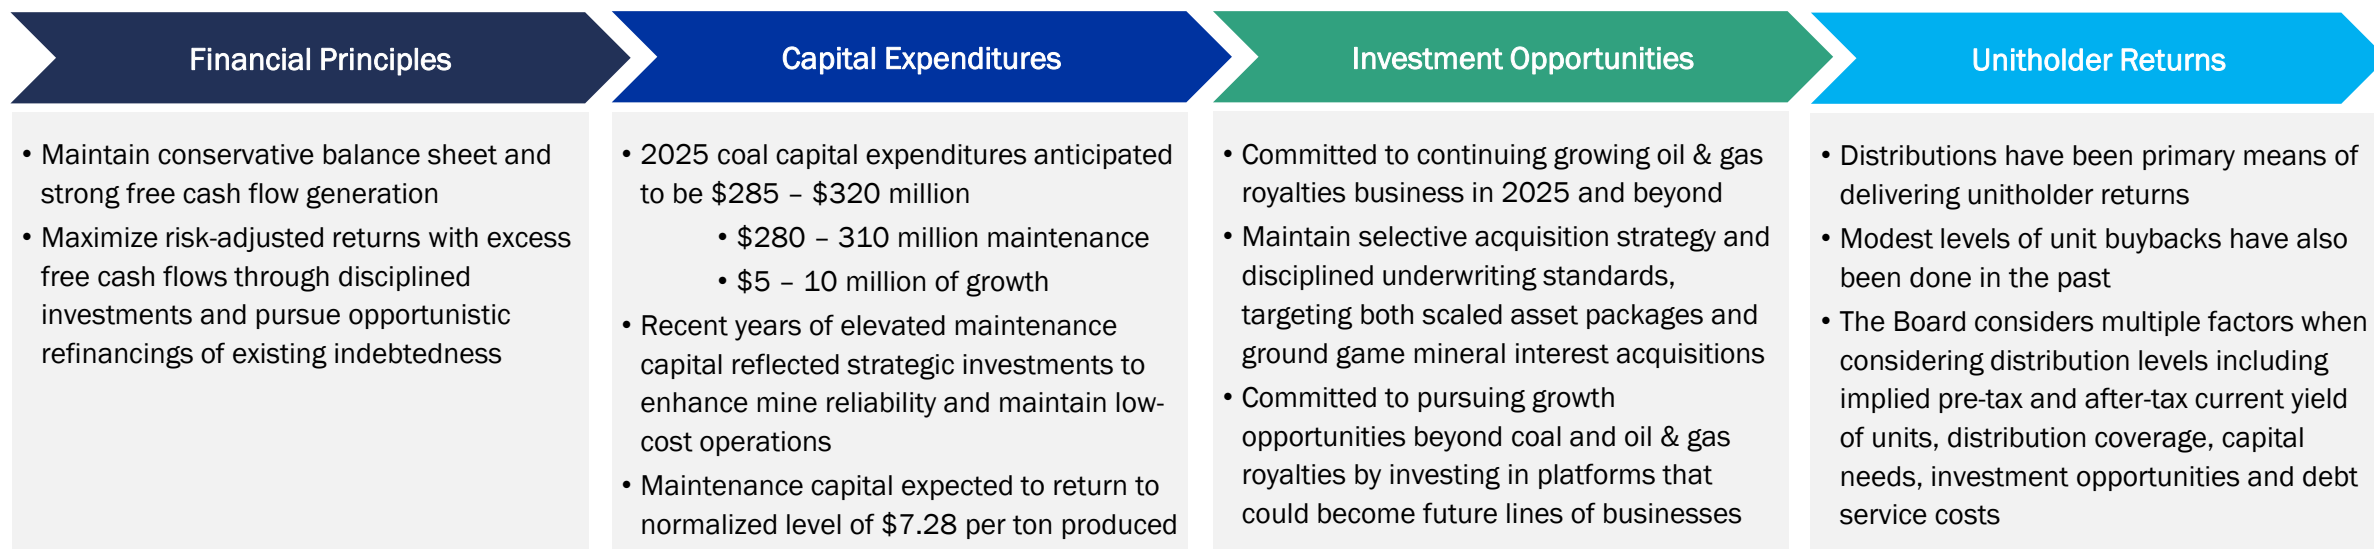 Financial Principles
• Maintain conservative balance sheet and
strong free cash flow generation
• Maximize risk-adjusted returns with excess
free cash flows through disciplined
investments and pursue opportunistic
refinancings of existing indebtedness
Capital Expenditures
• 2025 coal capital expenditures anticipated
to be $285 – $320 million
• $280 – 310 million maintenance
• $5 – 10 million of growth
• Recent years of elevated maintenance
capital reflected strategic investments to
enhance mine reliability and maintain low-
cost operations
• Maintenance capital expected to return to
normalized level of $7.28 per ton produced
Investment Opportunities
• Committed to continuing growing oil & gas
royalties business in 2025 and beyond
• Maintain selective acquisition strategy and
disciplined underwriting standards,
targeting both scaled asset packages and
ground game mineral interest acquisitions
• Committed to pursuing growth
opportunities beyond coal and oil & gas
royalties by investing in platforms that
could become future lines of businesses
Unitholder Returns
• Distributions have been primary means of
delivering unitholder returns
• Modest levels of unit buybacks have also
been done in the past
• The Board considers multiple factors when
considering distribution levels including
implied pre-tax and after-tax current yield
of units, distribution coverage, capital
needs, investment opportunities and debt
service costs